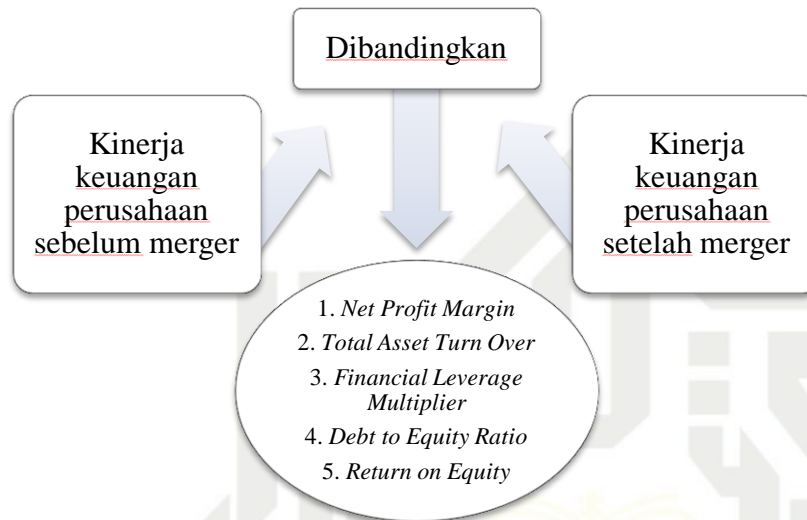 Dibandingkan
Kinerja
keuangan
perusahaan
sebelum merger
Kinerja
keuangan
perusahaan
setelah merger
1. Net Profit Margin
2. Total Asset Turn Over
3. Financial Leverage
Multiplier
4. Debt to Equity Ratio
5. Return on Equity